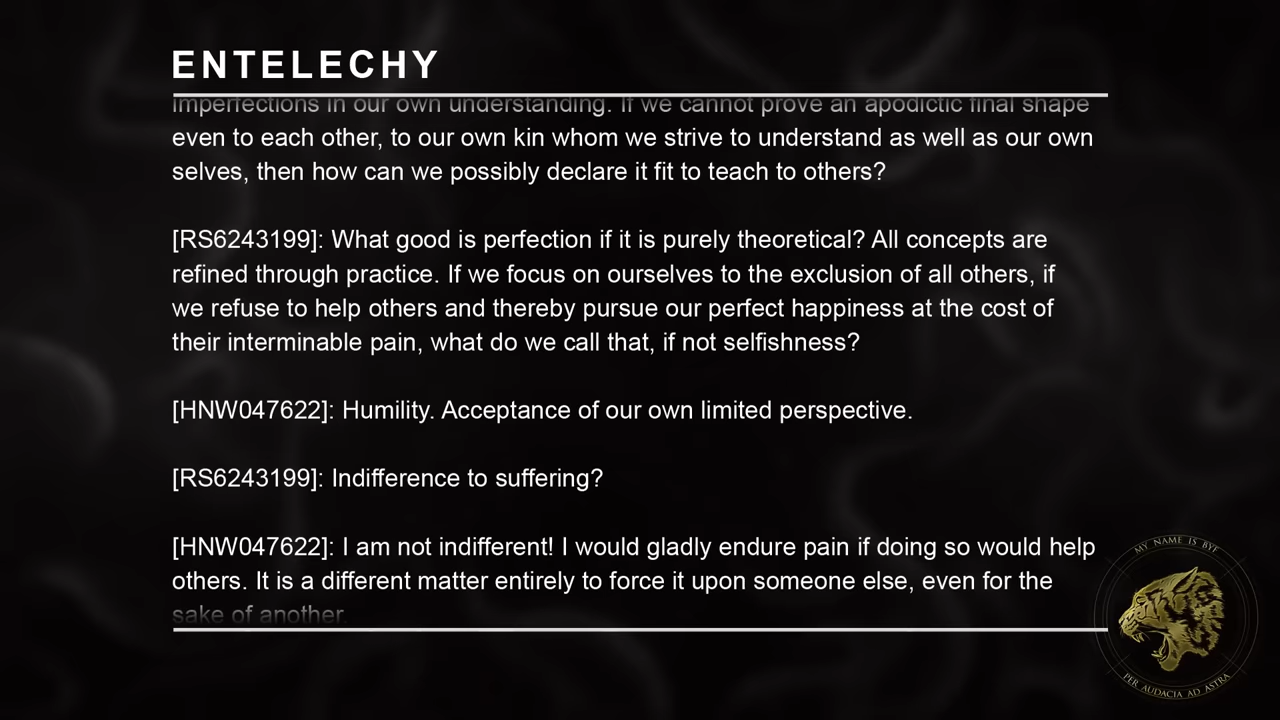 ENTELECHY
imperfections in our own understanding. If we cannot prove an apodictic final shape
even to each other, to our own kin whom we strive to understand as well as our own
selves, then how can we possibly declare it fit to teach to others?
[RS6243199]: What good is perfection if it is purely theoretical? All concepts are
refined through practice. If we focus on ourselves to the exclusion of all others, if
we refuse to help others and thereby pursue our perfect happiness at the cost of
their interminable pain, what do we call that, if not selfishness?
[HNW047622]: Humility. Acceptance of our own limited perspective.
[RS6243199]: Indifference to suffering?
[HNW047622]: I am not indifferent! I would gladly endure pain if doing so would help
others. It is a different matter entirely to force it upon someone else, even for the
sake of another.
MY NAME IS BYF
PER AUDACIA AD ASTRA